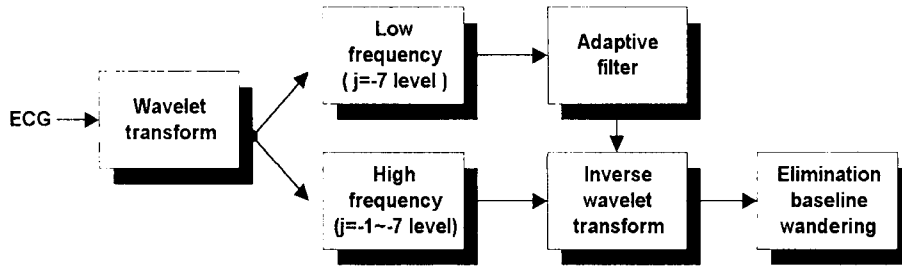 Low
frequency
( j=-7 level )
Adaptive
filter
ECG
Wavelet
transform
High
frequency
(j=-1~-7 level)
Inverse
wavelet
transform
Elimination
baseline
wandering